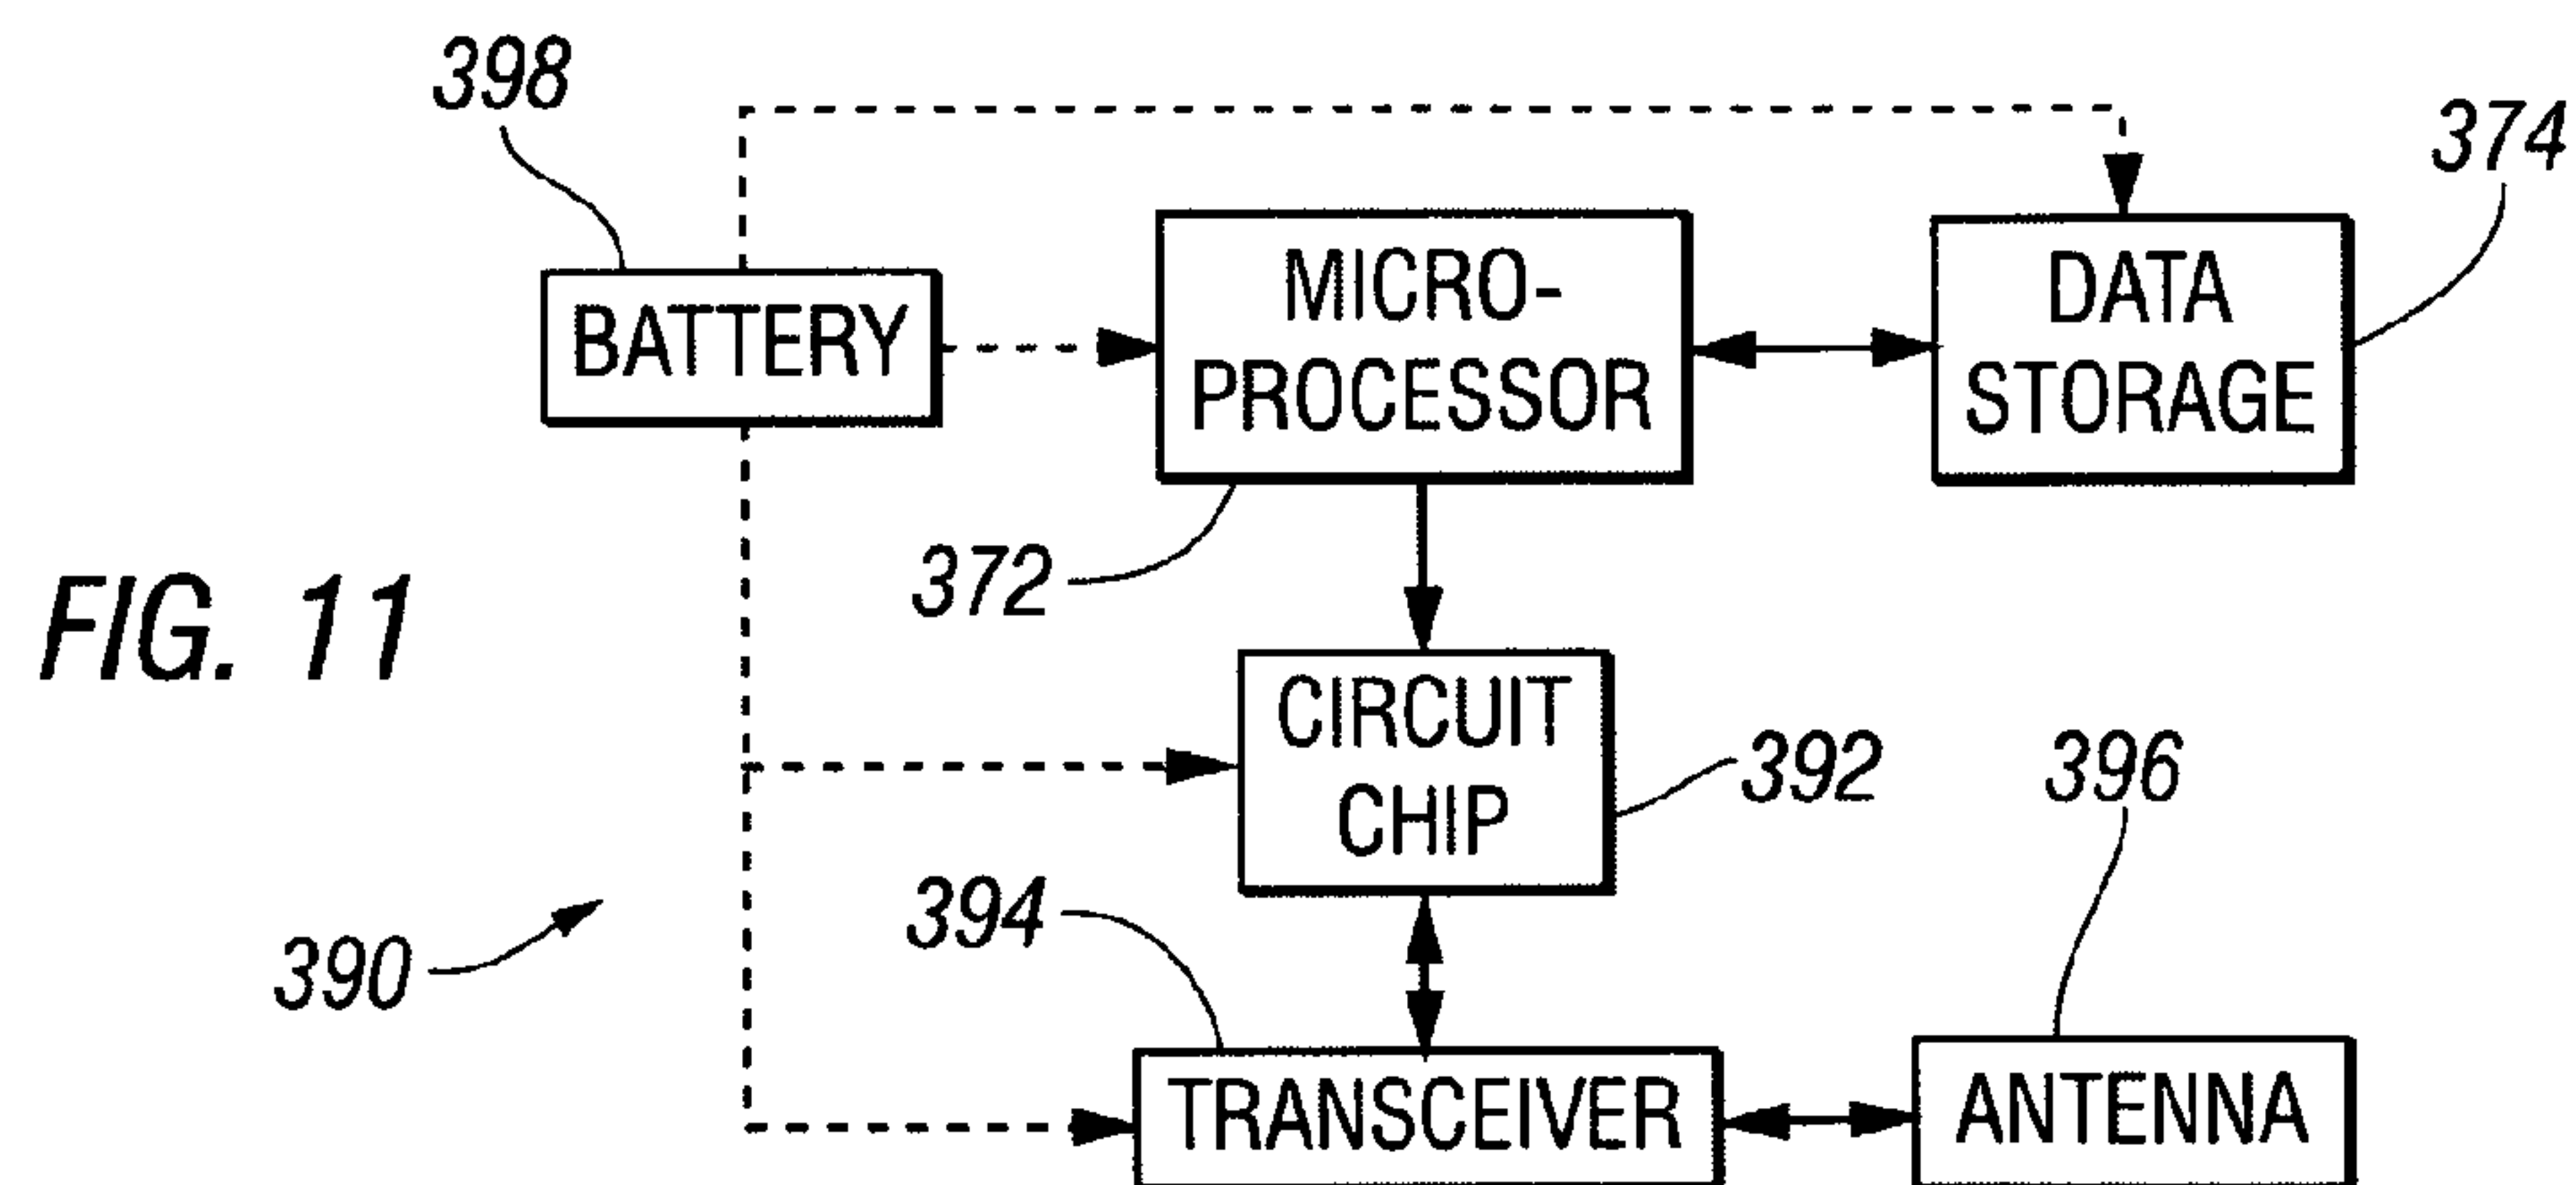 398
374
BATTERY
MICRO-
PROCESSOR
DATA
STORAGE
372
FIG. 11
CIRCUIT
CHIP
392
396
394
390
TRANSCEIVER
ANTENNA